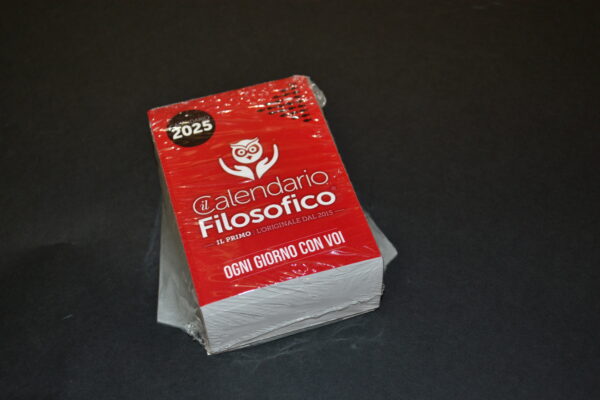 2025
il Calendario
Filosofico
IL PRIMO | L'ORIGINALE DAL 2015
OGNI GIORNO CON VOI